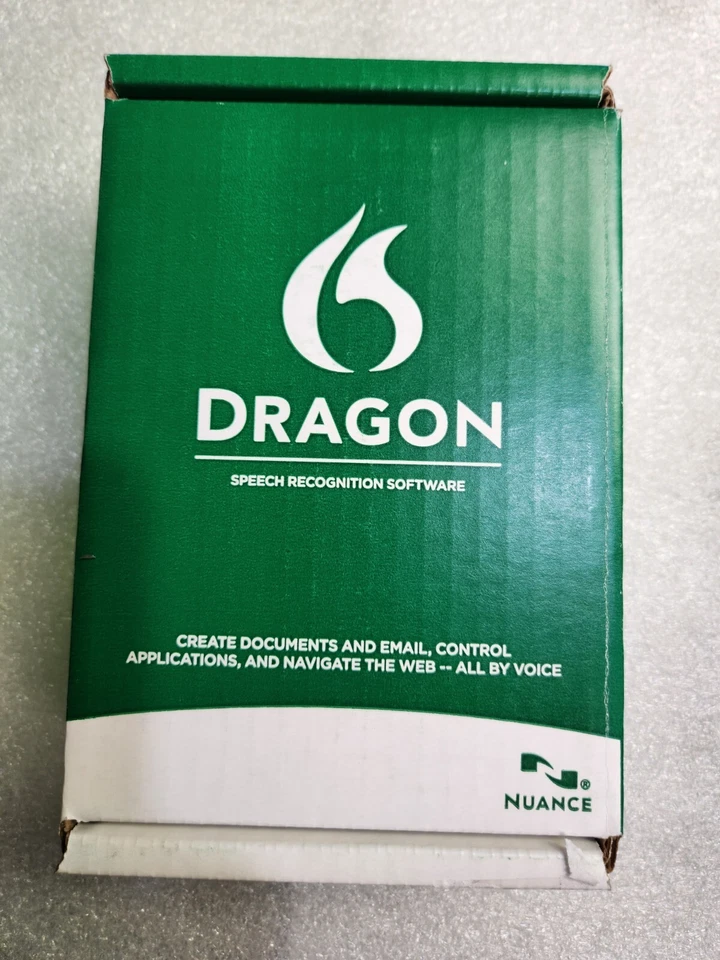 DRAGON
SPEECH RECOGNITION SOFTWARE
CREATE DOCUMENTS AND EMAIL, CONTROL
APPLICATIONS, AND NAVIGATE THE WEB -- ALL BY VOICE
®
NUANCE